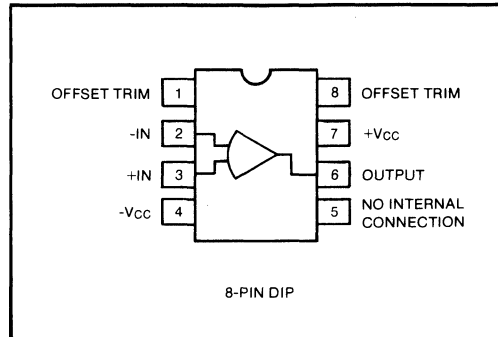 OFFSET TRIM 1 8 OFFSET TRIM
-IN 2 7 +VCC
+IN 3 6 OUTPUT
-VCC 4 5 NO INTERNAL
CONNECTION
8-PIN DIP